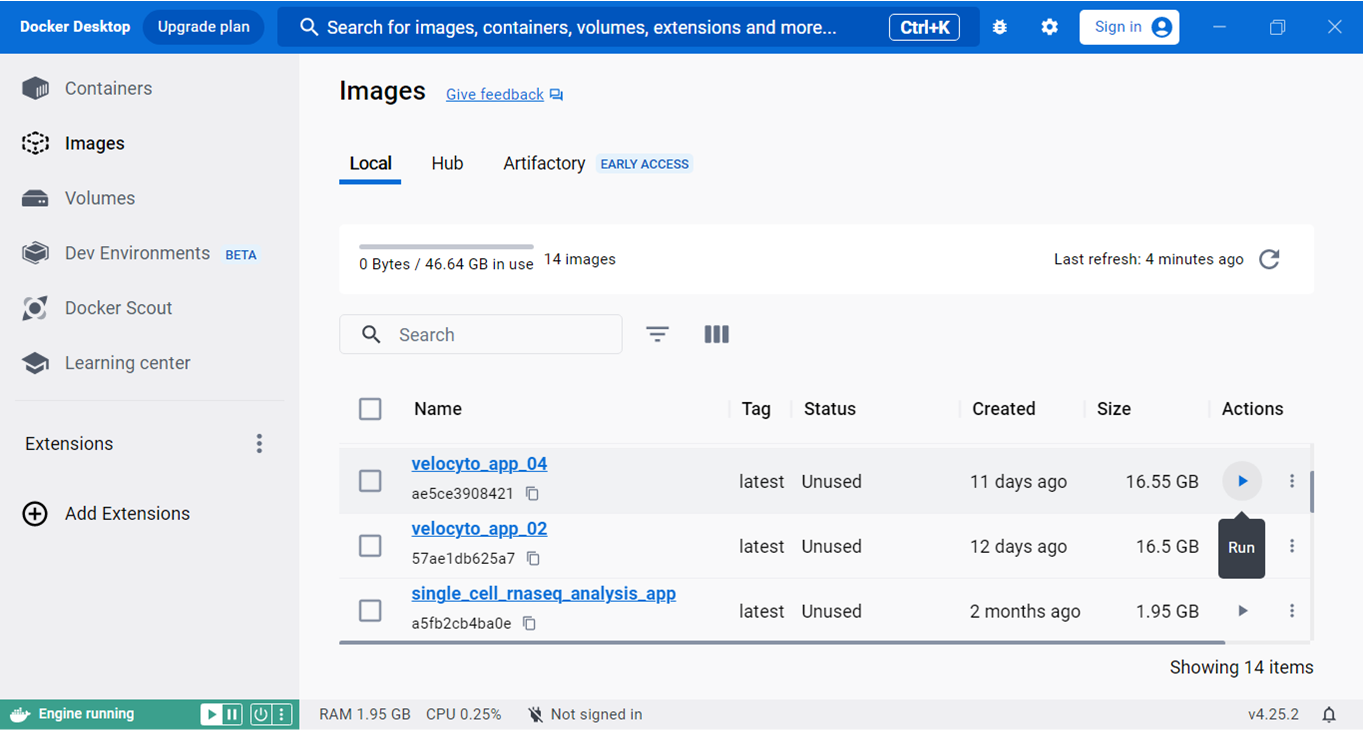 Docker Desktop Upgrade plan Search for images, containers, volumes, extensions and more... Ctrl+K Sign in
Containers
Images
Volumes
Dev Environments BETA
Docker Scout
Learning center
Extensions
Add Extensions
Images Give feedback
Local Hub Artifactory EARLY ACCESS
0 Bytes / 46.64 GB in use 14 images Last refresh: 4 minutes ago
Search
Name Tag Status Created Size Actions
velocyto_app_04
ae5ce3908421 latest Unused 11 days ago 16.55 GB
velocyto_app_02
57ae1db625a7 latest Unused 12 days ago 16.5 GB
Run
single_cell_rnaseq_analysis_app
a5fb2cb4ba0e latest Unused 2 months ago 1.95 GB
Showing 14 items
Engine running RAM 1.95 GB CPU 0.25% Not signed in v4.25.2